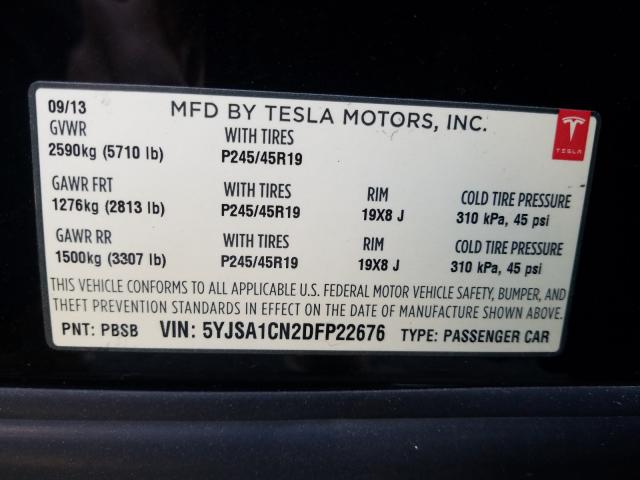 09/13 MFD BY TESLA MOTORS, INC.
TESLA
GVWR WITH TIRES
2590kg (5710 lb) P245/45R19
GAWR FRT WITH TIRES RIM COLD TIRE PRESSURE
1276kg (2813 lb) P245/45R19 19X8 J 310 kPa, 45 psi
GAWR RR WITH TIRES RIM COLD TIRE PRESSURE
1500kg (3307 lb) P245/45R19 19X8 J 310 kPa, 45 psi
THIS VEHICLE CONFORMS TO ALL APPLICABLE U.S. FEDERAL MOTOR VEHICLE SAFETY, BUMPER, AND
THEFT PREVENTION STANDARDS IN EFFECT ON THE DATE OF MANUFACTURE SHOWN ABOVE.
PNT: PBSB VIN: 5YJSA1CN2DFP22676 TYPE: PASSENGER CAR